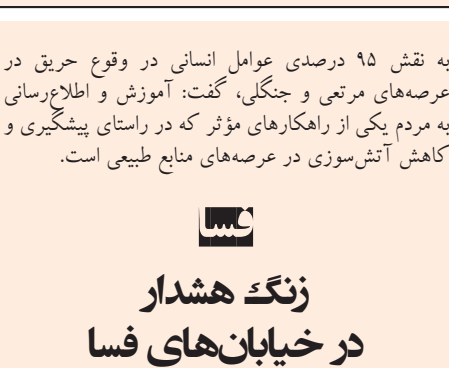 به نقش ۹۵ درصدی عوامل انسانی در وقوع حریق در
عرصه‌های مرتعی و جنگلی، گفت: آموزش و اطلاع‌رسانی
به مردم یکی از راهکارهای مؤثر که در راستای پیشگیری و
کاهش آتش‌سوزی در عرصه‌های منابع طبیعی است.
فسا
زنگ هشدار
در خیابان‌های فسا